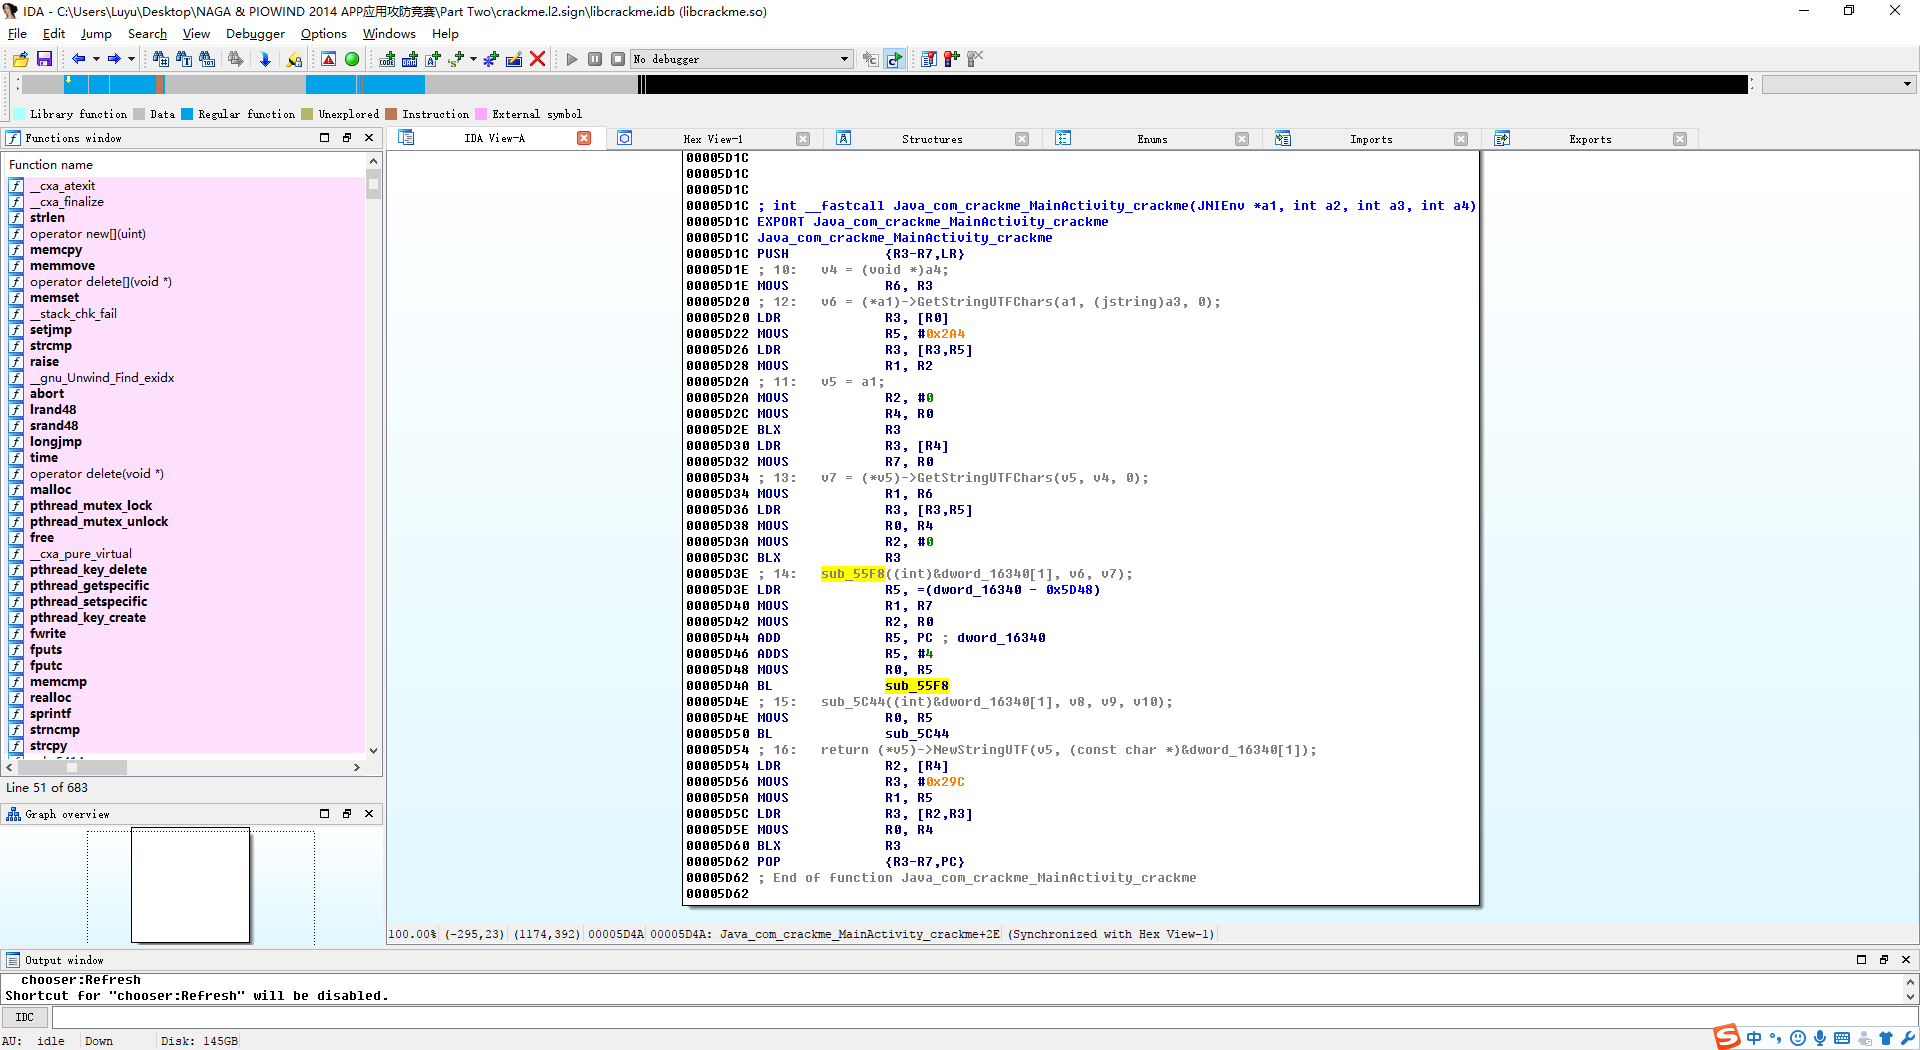 IDA - C:\Users\Luyu\Desktop\NAGA & PIOWIND 2014 APP应用攻防竞赛\Part Two\crackme.l2.sign\libcrackme.idb (libcrackme.so)
File Edit Jump Search View Debugger Options Windows Help
No debugger
Library function Data Regular function Unexplored Instruction External symbol
Functions window
IDA View-A Hex View-1 Structures Enums Imports Exports
Function name
__cxa_atexit
__cxa_finalize
strlen
operator new[](uint)
memcpy
memmove
operator delete[](void *)
memset
__stack_chk_fail
setjmp
strcmp
raise
__gnu_Unwind_Find_exidx
abort
lrand48
srand48
longjmp
time
operator delete(void *)
malloc
pthread_mutex_lock
pthread_mutex_unlock
free
__cxa_pure_virtual
pthread_key_delete
pthread_getspecific
pthread_setspecific
pthread_key_create
fwrite
fputs
fputc
memcmp
realloc
sprintf
strncmp
strcpy
Line 51 of 683
Graph overview
00005D1C
00005D1C
00005D1C
00005D1C ; int __fastcall Java_com_crackme_MainActivity_crackme(JNIEnv *a1, int a2, int a3, int a4)
00005D1C EXPORT Java_com_crackme_MainActivity_crackme
00005D1C Java_com_crackme_MainActivity_crackme
00005D1C PUSH {R3-R7,LR}
00005D1E ; 10: v4 = (void *)a4;
00005D1E MOVS R6, R3
00005D20 ; 12: v6 = (*a1)->GetStringUTFChars(a1, (jstring)a3, 0);
00005D20 LDR R3, [R0]
00005D22 MOVS R5, #0x2A4
00005D26 LDR R3, [R3,R5]
00005D28 MOVS R1, R2
00005D2A ; 11: v5 = a1;
00005D2A MOVS R2, #0
00005D2C MOVS R4, R0
00005D2E BLX R3
00005D30 LDR R3, [R4]
00005D32 MOVS R7, R0
00005D34 ; 13: v7 = (*v5)->GetStringUTFChars(v5, v4, 0);
00005D34 MOVS R1, R6
00005D36 LDR R3, [R3,R5]
00005D38 MOVS R0, R4
00005D3A MOVS R2, #0
00005D3C BLX R3
00005D3E ; 14: sub_55F8((int)&dword_16340[1], v6, v7);
00005D3E LDR R5, =(dword_16340 - 0x5D48)
00005D40 MOVS R1, R7
00005D42 MOVS R2, R0
00005D44 ADD R5, PC ; dword_16340
00005D46 ADDS R5, #4
00005D48 MOVS R0, R5
00005D4A BL sub_55F8
00005D4E ; 15: sub_5C44((int)&dword_16340[1], v8, v9, v10);
00005D4E MOVS R0, R5
00005D50 BL sub_5C44
00005D54 ; 16: return (*v5)->NewStringUTF(v5, (const char *)&dword_16340[1]);
00005D54 LDR R2, [R4]
00005D56 MOVS R3, #0x29C
00005D5A MOVS R1, R5
00005D5C LDR R3, [R2,R3]
00005D5E MOVS R0, R4
00005D60 BLX R3
00005D62 POP {R3-R7,PC}
00005D62 ; End of function Java_com_crackme_MainActivity_crackme
00005D62
100.00% (-295,23) (1174,392) 00005D4A 00005D4A: Java_com_crackme_MainActivity_crackme+2E (Synchronized with Hex View-1)
Output window
chooser:Refresh
Shortcut for "chooser:Refresh" will be disabled.
IDC
AU: idle Down Disk: 145GB
中